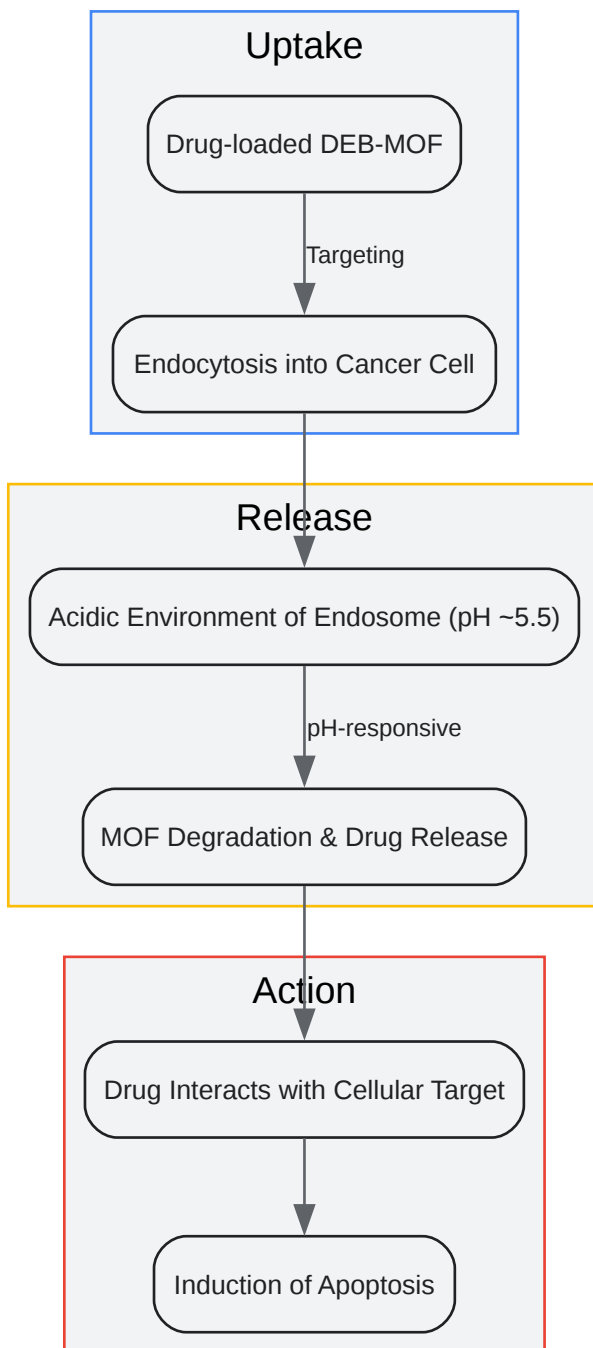 Uptake
Drug-loaded DEB-MOF
Targeting
Endocytosis into Cancer Cell
Release
Acidic Environment of Endosome (pH ~5.5)
pH-responsive
MOF Degradation & Drug Release
Action
Drug Interacts with Cellular Target
Induction of Apoptosis